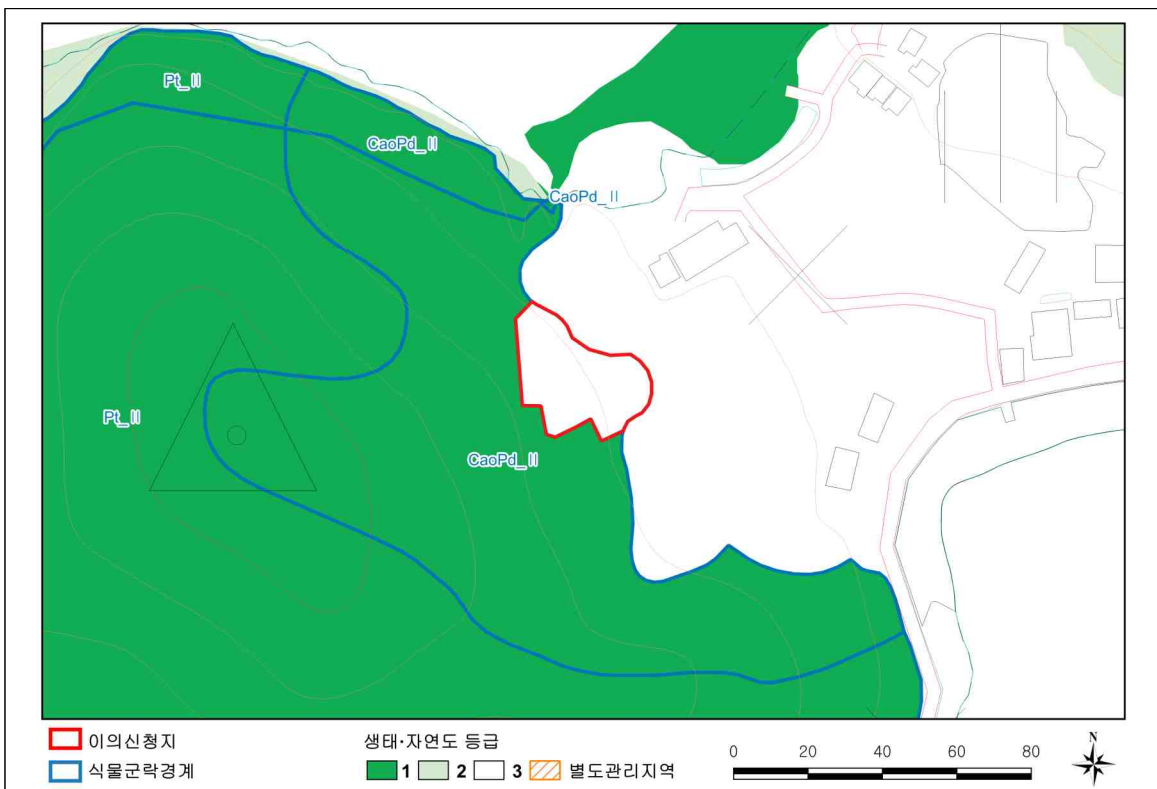 Pt_Ⅱ
CaoPd_Ⅱ
CaoPd_Ⅱ
Pt_Ⅱ
CaoPd_Ⅱ
이의신청지
식물군락경계
생태·자연도 등급
1 2 3 별도관리지역
0 20 40 60 80
N